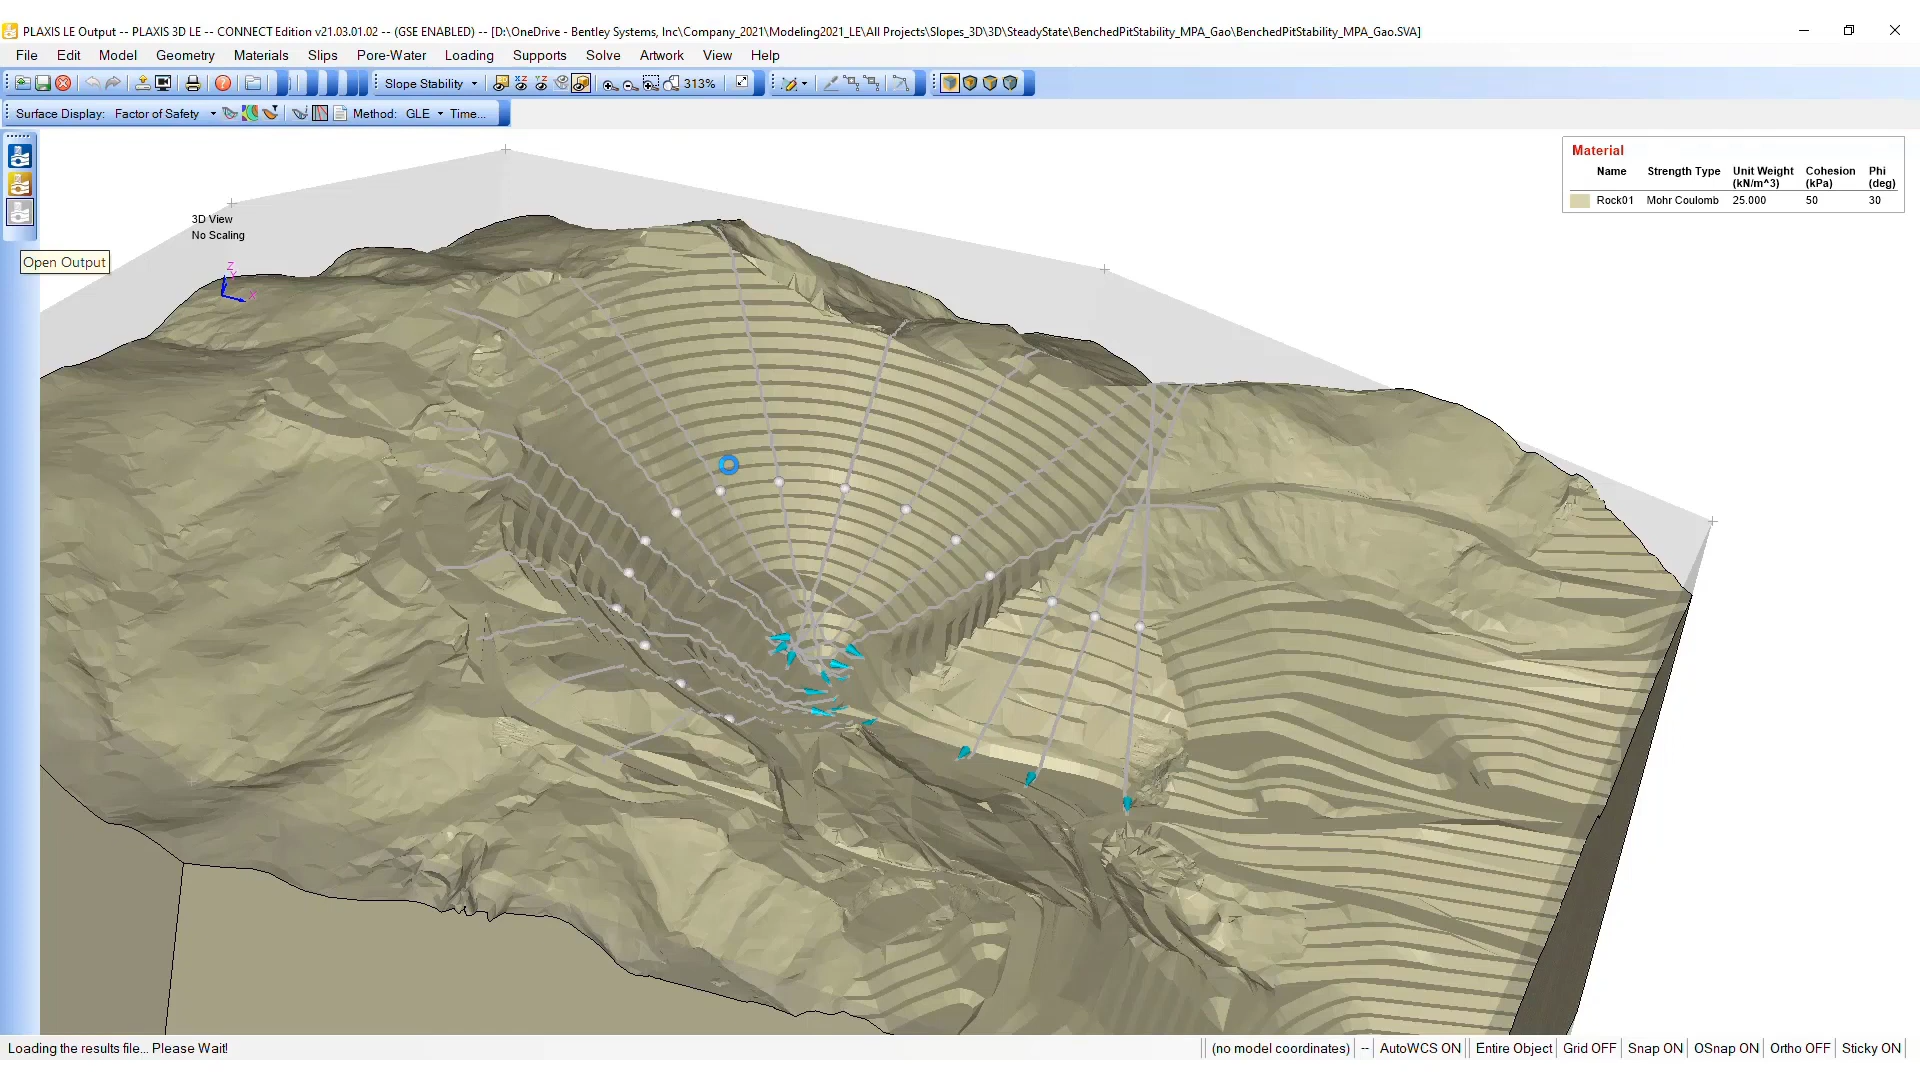 PLAXIS LE Output -- PLAXIS 3D LE -- CONNECT Edition v21.03.01.02 -- (GSE ENABLED) -- [D:\OneDrive - Bentley Systems, Inc\Company_2021\Modeling2021_LE\All Projects\Slopes_3D\3D\SteadyState\BenchedPitStability_MPA_Gao\BenchedPitStability_MPA_Gao.SVA]
File Edit Model Geometry Materials Slips Pore-Water Loading Supports Solve Artwork View Help
Slope Stability XZ YZ 313%
Surface Display: Factor of Safety Method: GLE Time...
Material
Name Strength Type Unit Weight (kN/m^3) Cohesion (kPa) Phi (deg)
Rock01 Mohr Coulomb 25.000 50 30
3D View
No Scaling
Open Output
Z
Y
X
Loading the results file... Please Wait!
(no model coordinates) -- AutoWCS ON Entire Object Grid OFF Snap ON OSnap ON Ortho OFF Sticky ON